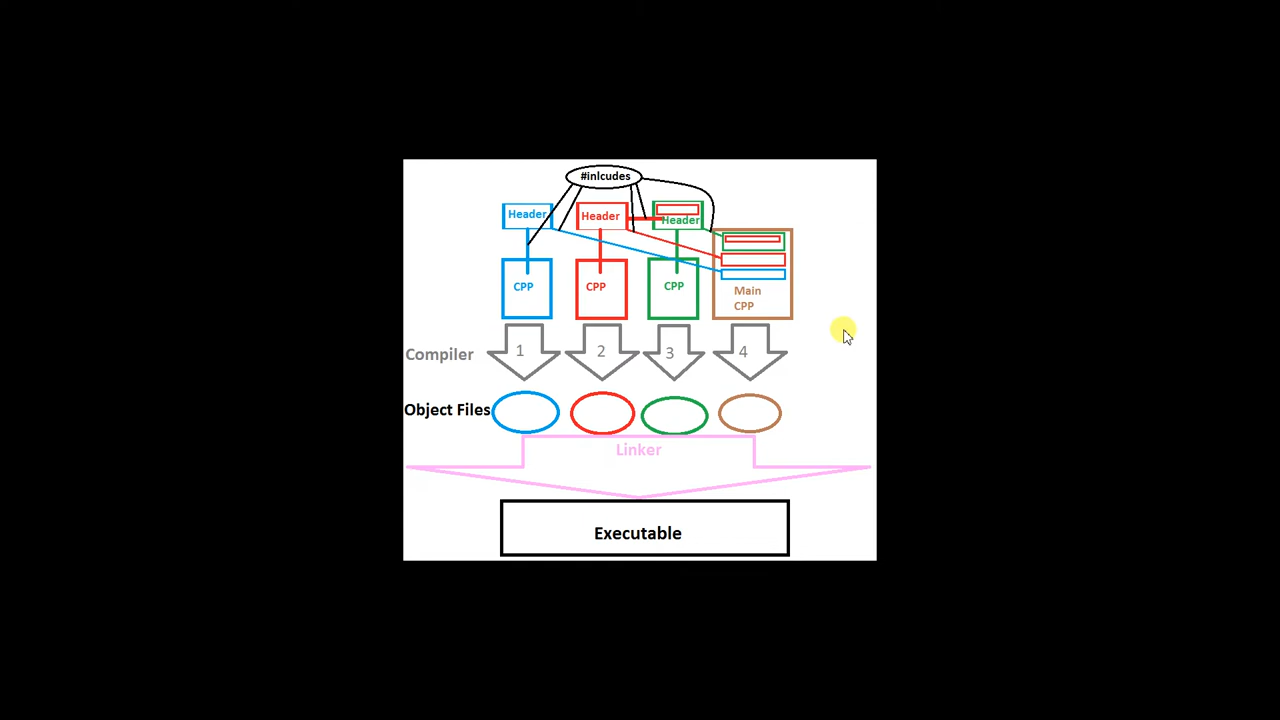 #inlcudes
Header
Header
Header
CPP
CPP
CPP
Main
CPP
Compiler
1
2
3
4
Object Files
Linker
Executable